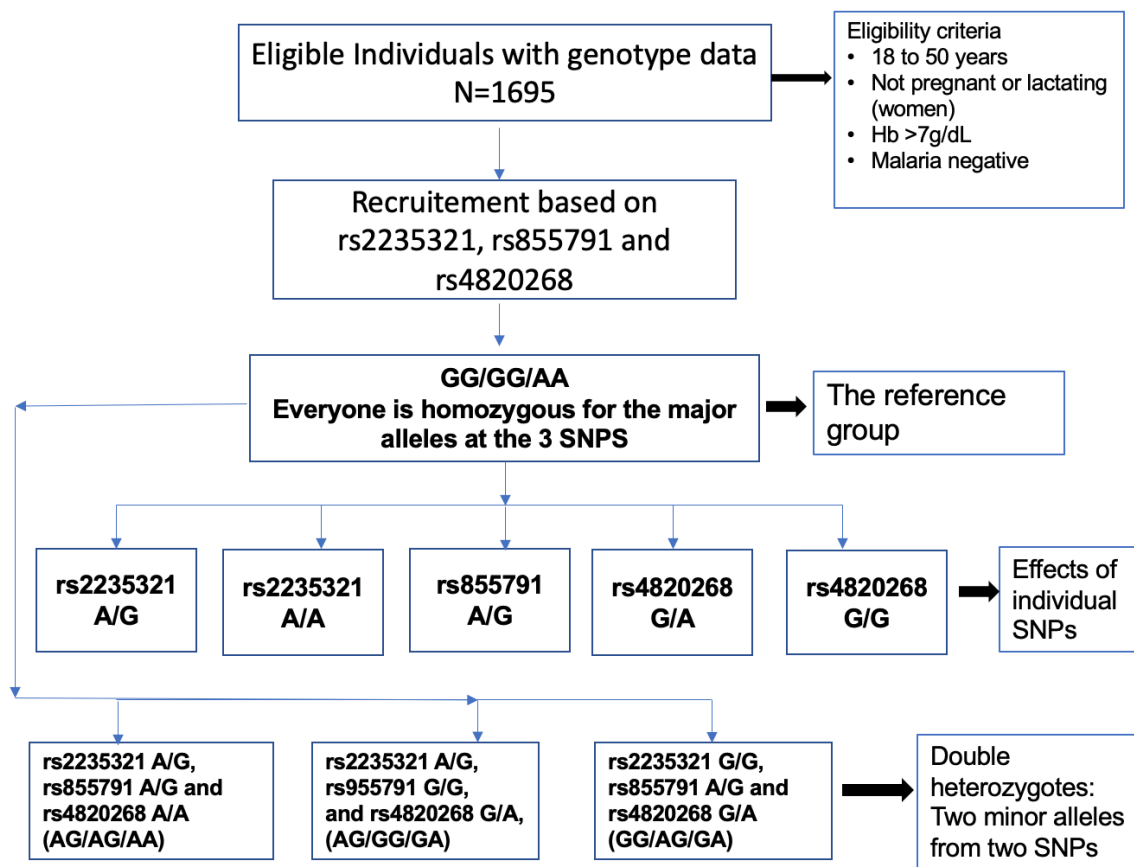 Eligible Individuals with genotype data
N=1695
Eligibility criteria
• 18 to 50 years
• Not pregnant or lactating
(women)
• Hb >7g/dL
• Malaria negative
Recruitement based on
rs2235321, rs855791 and
rs4820268
GG/GG/AA
Everyone is homozygous for the major
alleles at the 3 SNPS
The reference
group
rs2235321
A/G
rs2235321
A/A
rs855791
A/G
rs4820268
G/A
rs4820268
G/G
Effects of
individual
SNPs
rs2235321 A/G,
rs855791 A/G and
rs4820268 A/A
(AG/AG/AA)
rs2235321 A/G,
rs955791 G/G,
and rs4820268 G/A,
(AG/GG/GA)
rs2235321 G/G,
rs855791 A/G and
rs4820268 G/A
(GG/AG/GA)
Double
heterozygotes:
Two minor alleles
from two SNPs